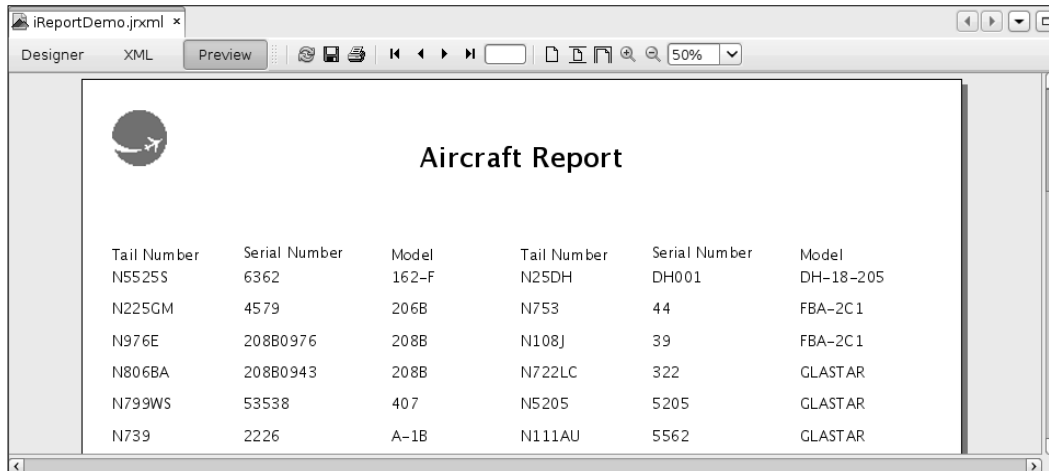 iReportDemo.jrxml ×
Designer XML Preview 50%
Aircraft Report
Tail Number Serial Number Model Tail Number Serial Number Model
N5525S 6362 162-F N25DH DH001 DH-18-205
N225GM 4579 206B N753 44 FBA-2C1
N976E 208B0976 208B N108J 39 FBA-2C1
N806BA 208B0943 208B N722LC 322 GLASTAR
N799WS 53538 407 N5205 5205 GLASTAR
N739 2226 A-1B N111AU 5562 GLASTAR